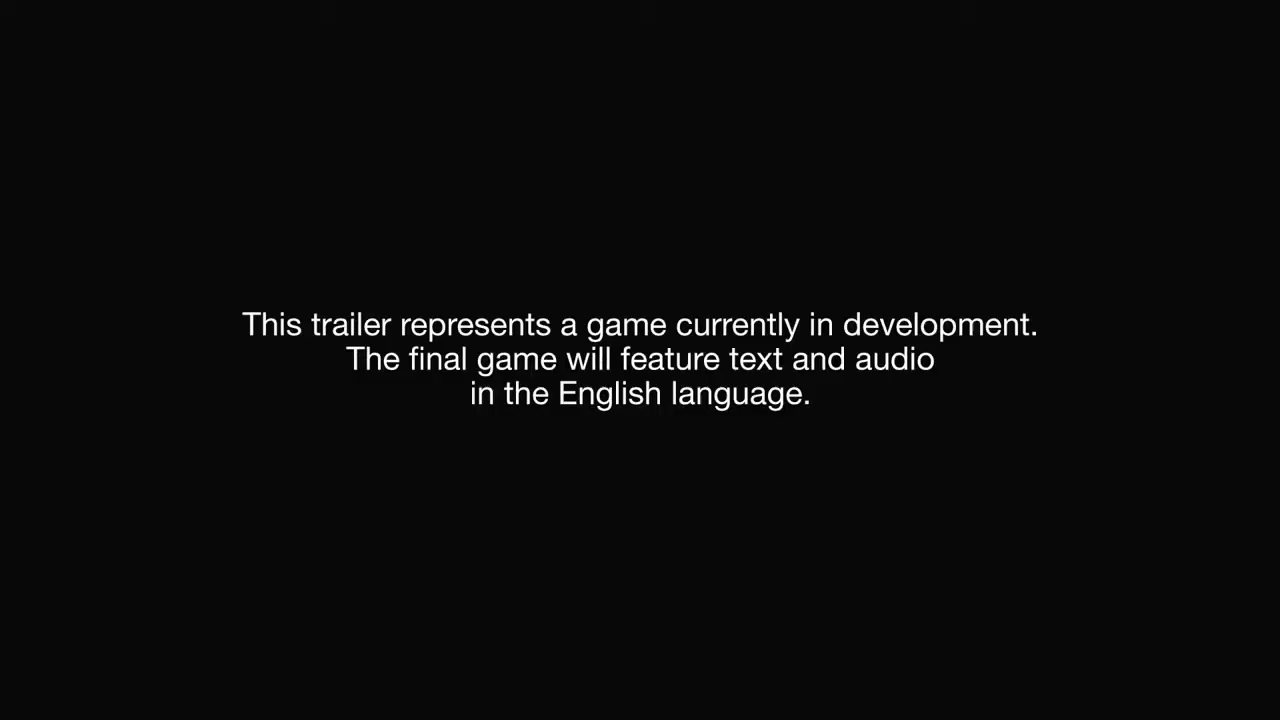 This trailer represents a game currently in development.
The final game will feature text and audio
in the English language.